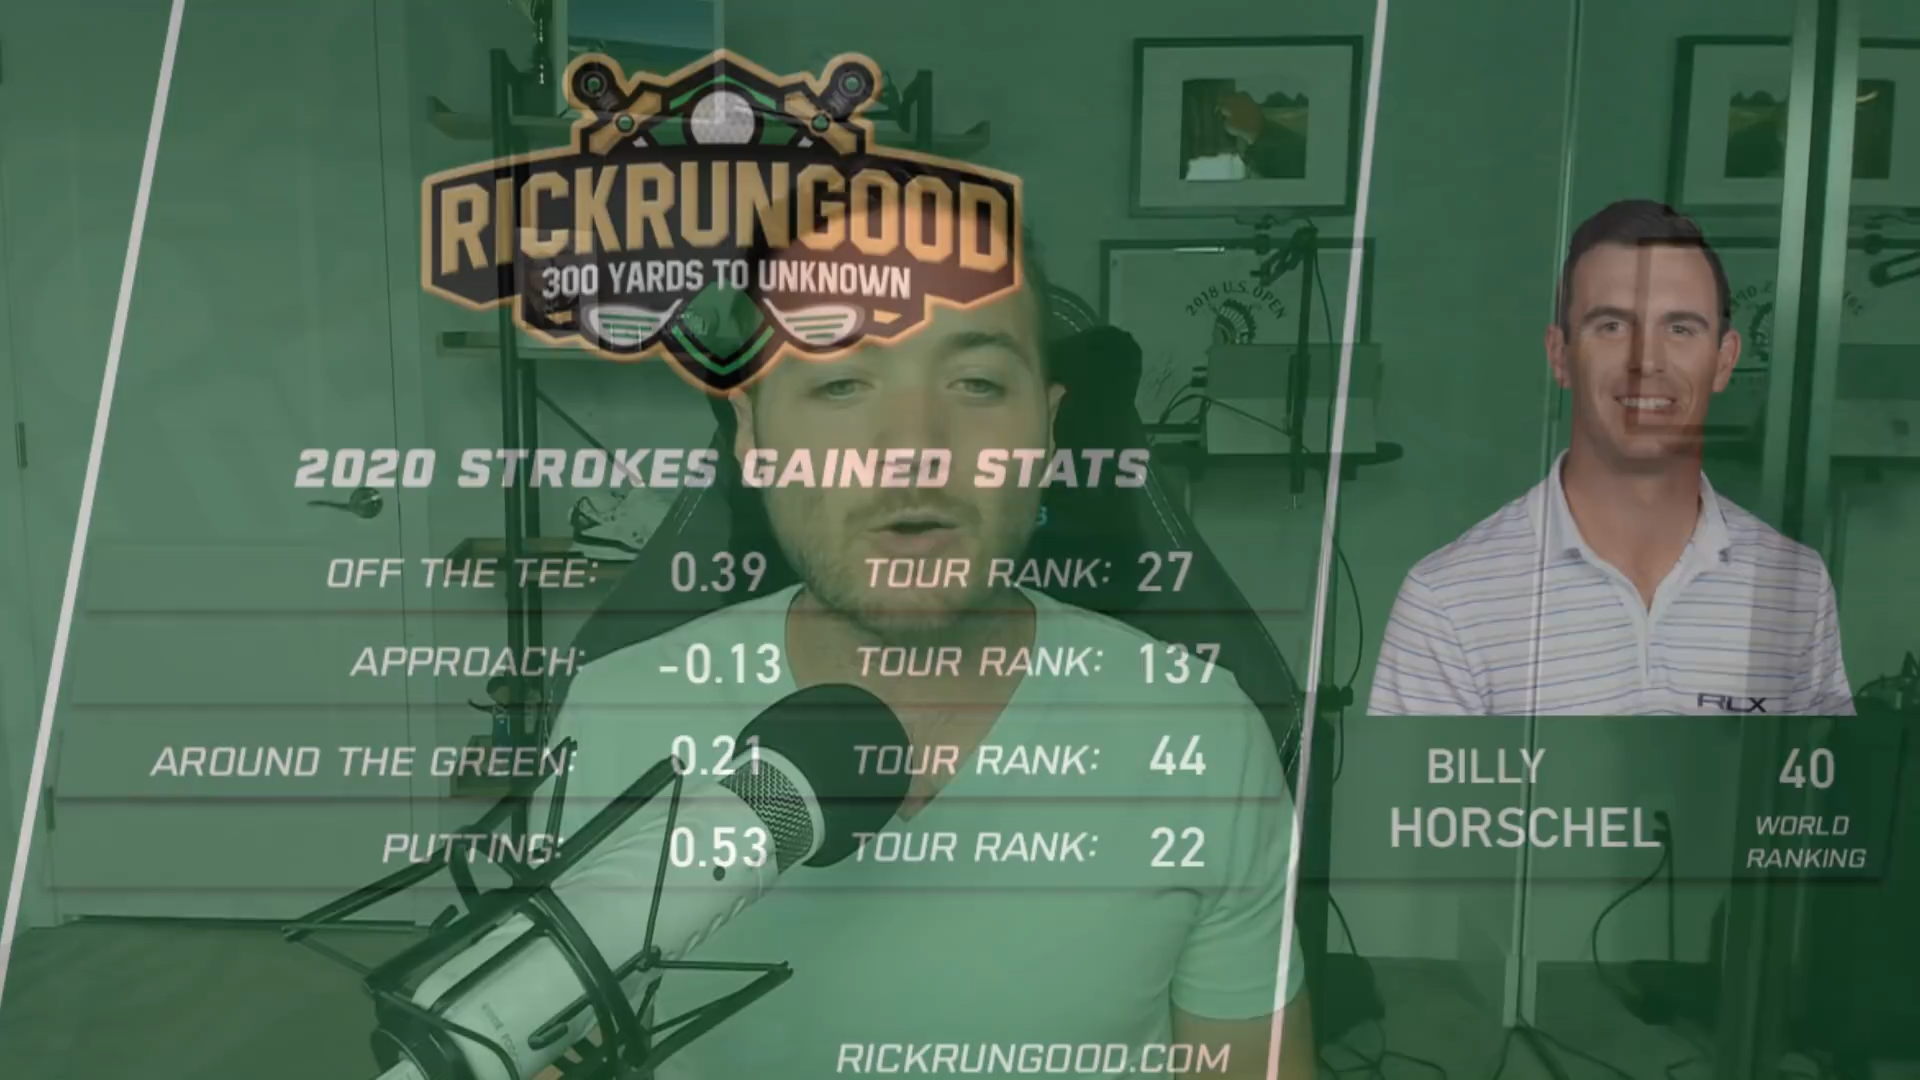 RICKRUNGOOD
300 YARDS TO UNKNOWN
2018 U.S. OPEN
2020 STROKES GAINED STATS
OFF THE TEE: 0.39 TOUR RANK: 27
APPROACH: -0.13 TOUR RANK: 137
AROUND THE GREEN: 0.21 TOUR RANK: 44
PUTTING: 0.53 TOUR RANK: 22
RLX
BILLY
HORSCHEL
40
WORLD
RANKING
RICKRUNGOOD.COM